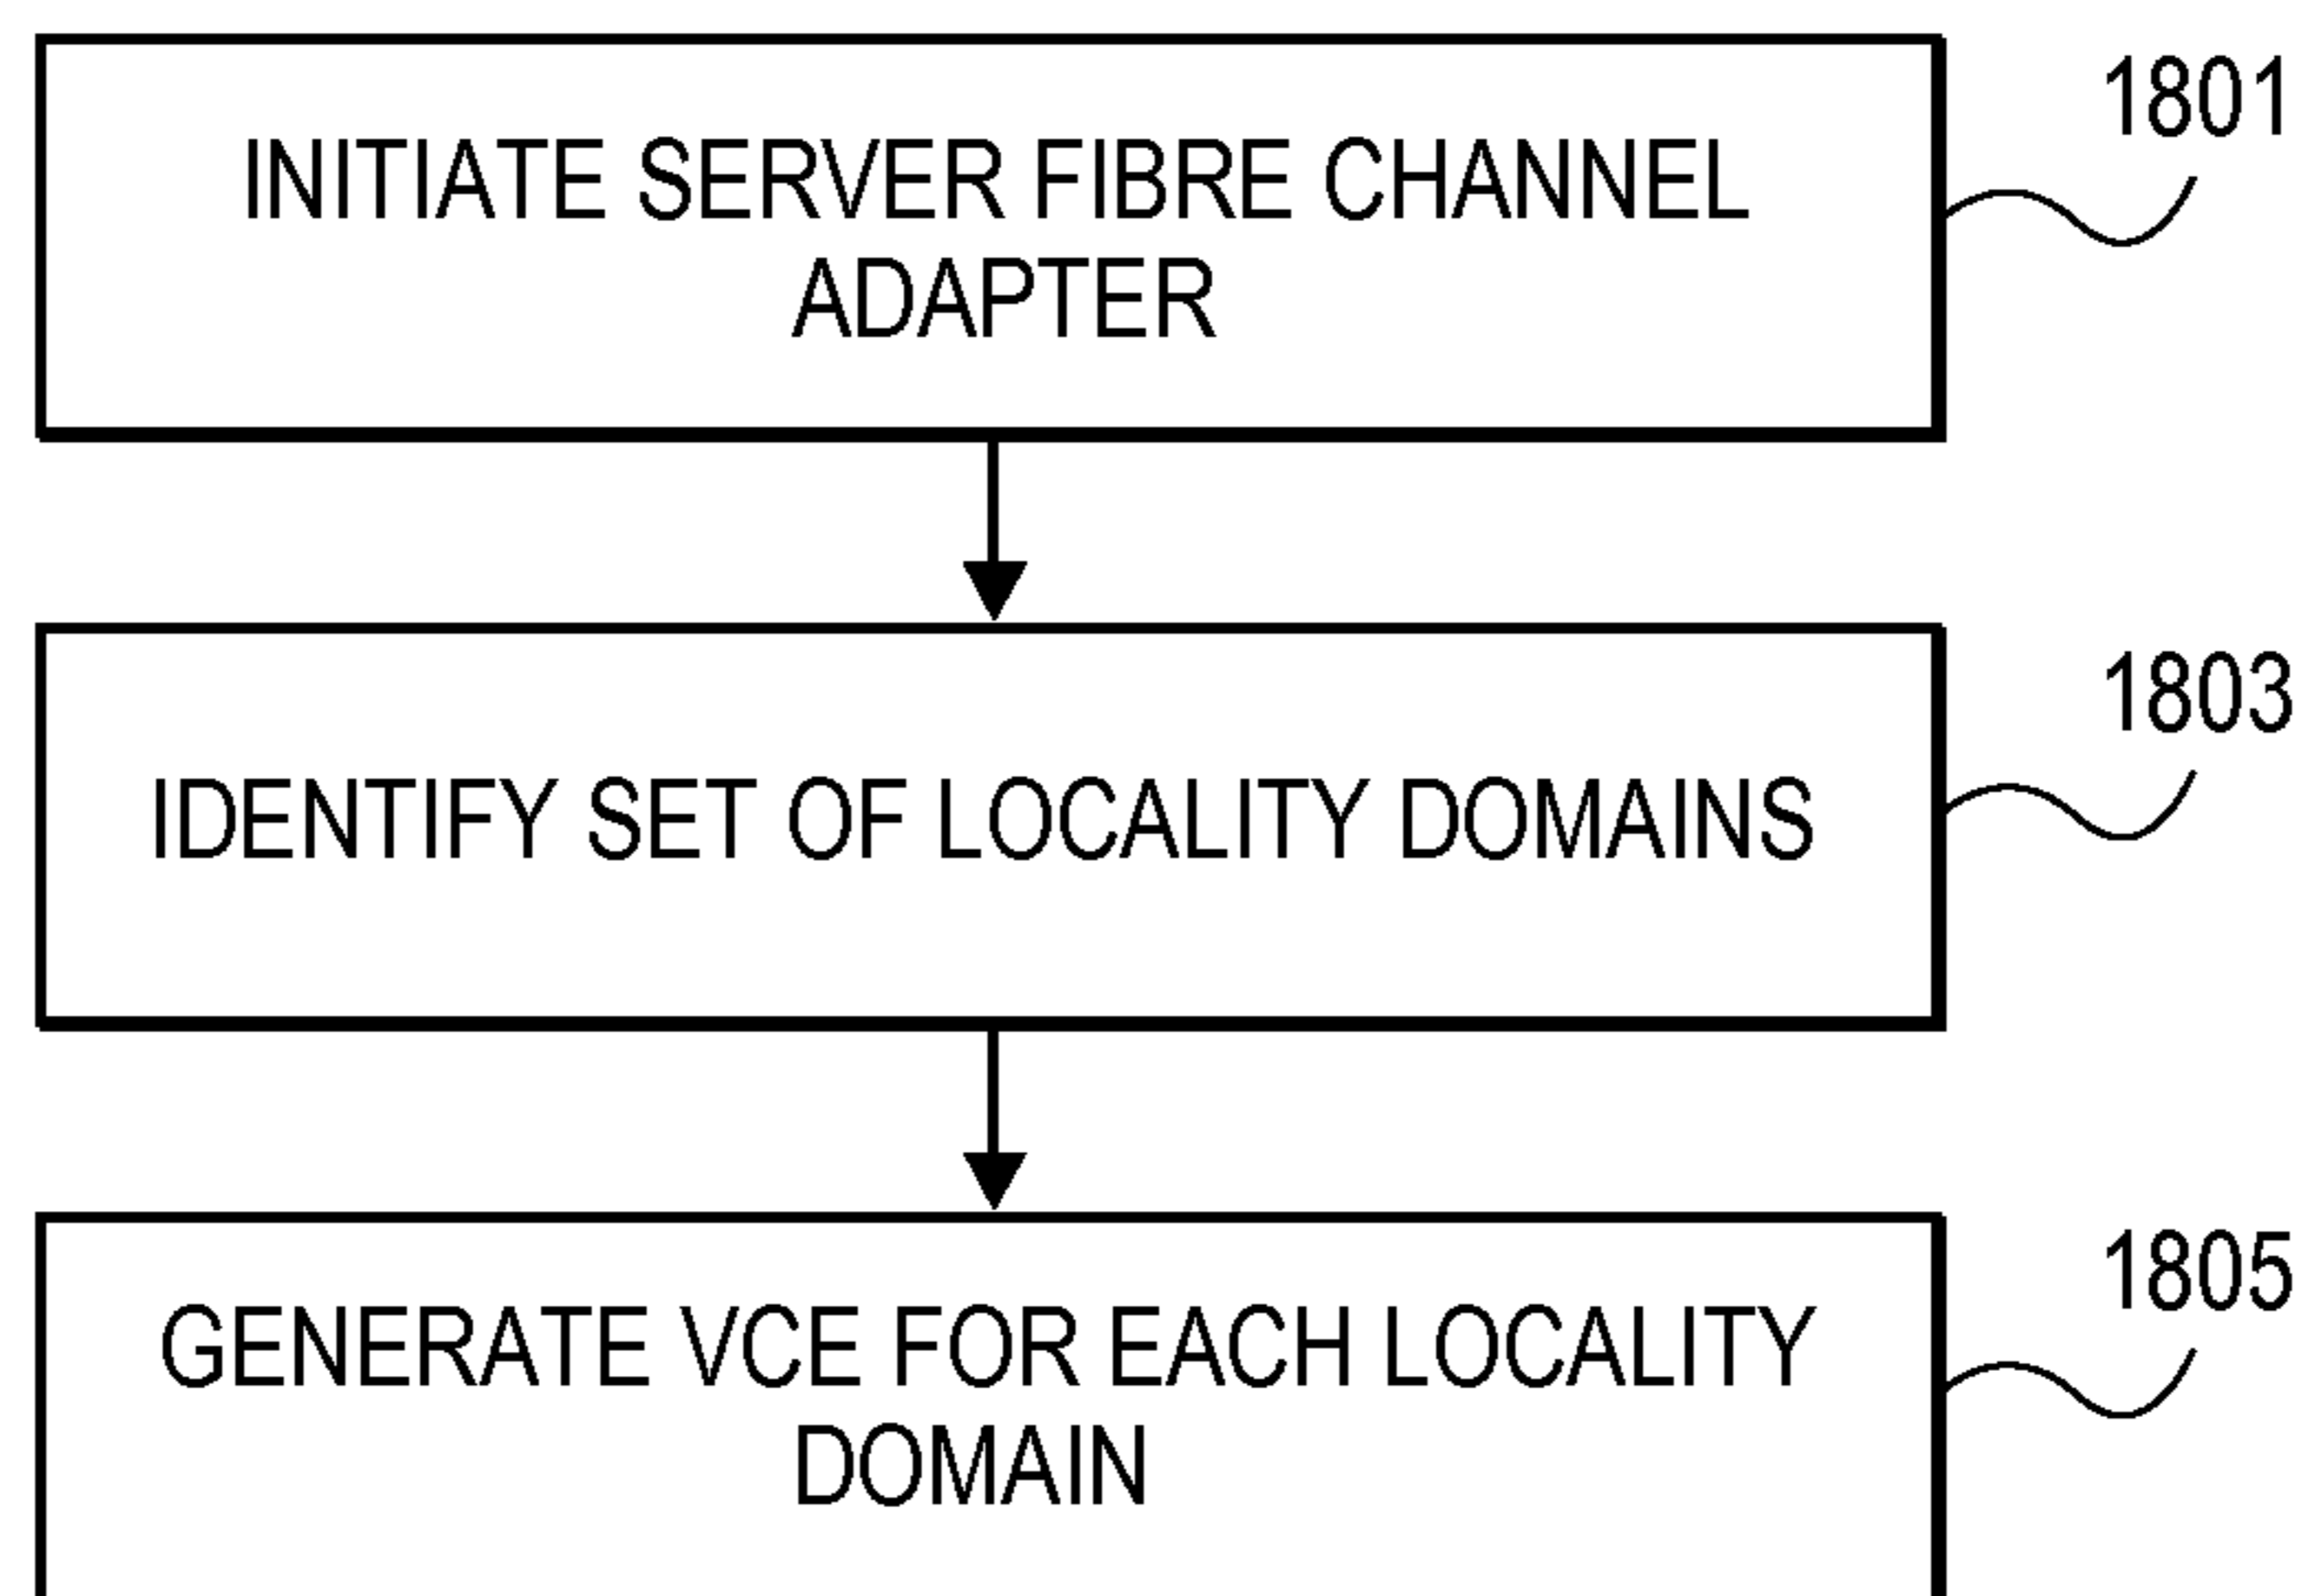 1801
INITIATE SERVER FIBRE CHANNEL
ADAPTER
1803
IDENTIFY SET OF LOCALITY DOMAINS
1805
GENERATE VCE FOR EACH LOCALITY
DOMAIN